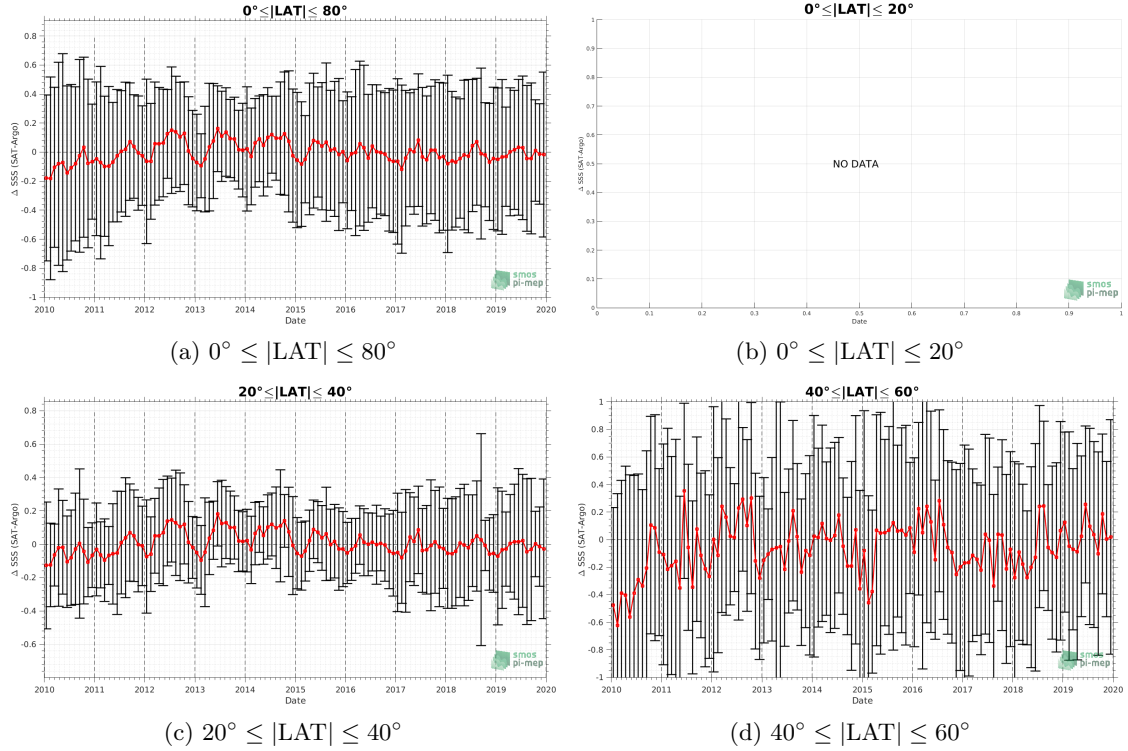 0°≤|LAT|≤ 80°
0.8
0.6
0.4
0.2
0
-0.2
-0.4
-0.6
-0.8
-1
Δ SSS (SAT-Argo)
2010 2011 2012 2013 2014 2015 2016 2017 2018 2019 2020
Date
smos
pi-mep
(a) 0° ≤ |LAT| ≤ 80°
0°≤|LAT|≤ 20°
1
0.9
0.8
0.7
0.6
0.5
0.4
0.3
0.2
0.1
0
Δ SSS (SAT-Argo)
NO DATA
0 0.1 0.2 0.3 0.4 0.5 0.6 0.7 0.8 0.9 1
Date
smos
pi-mep
(b) 0° ≤ |LAT| ≤ 20°
20°≤|LAT|≤ 40°
0.8
0.6
0.4
0.2
0
-0.2
-0.4
-0.6
Δ SSS (SAT-Argo)
2010 2011 2012 2013 2014 2015 2016 2017 2018 2019 2020
Date
smos
pi-mep
(c) 20° ≤ |LAT| ≤ 40°
40°≤|LAT|≤ 60°
1
0.8
0.6
0.4
0.2
0
-0.2
-0.4
-0.6
-0.8
-1
Δ SSS (SAT-Argo)
2010 2011 2012 2013 2014 2015 2016 2017 2018 2019 2020
Date
smos
pi-mep
(d) 40° ≤ |LAT| ≤ 60°